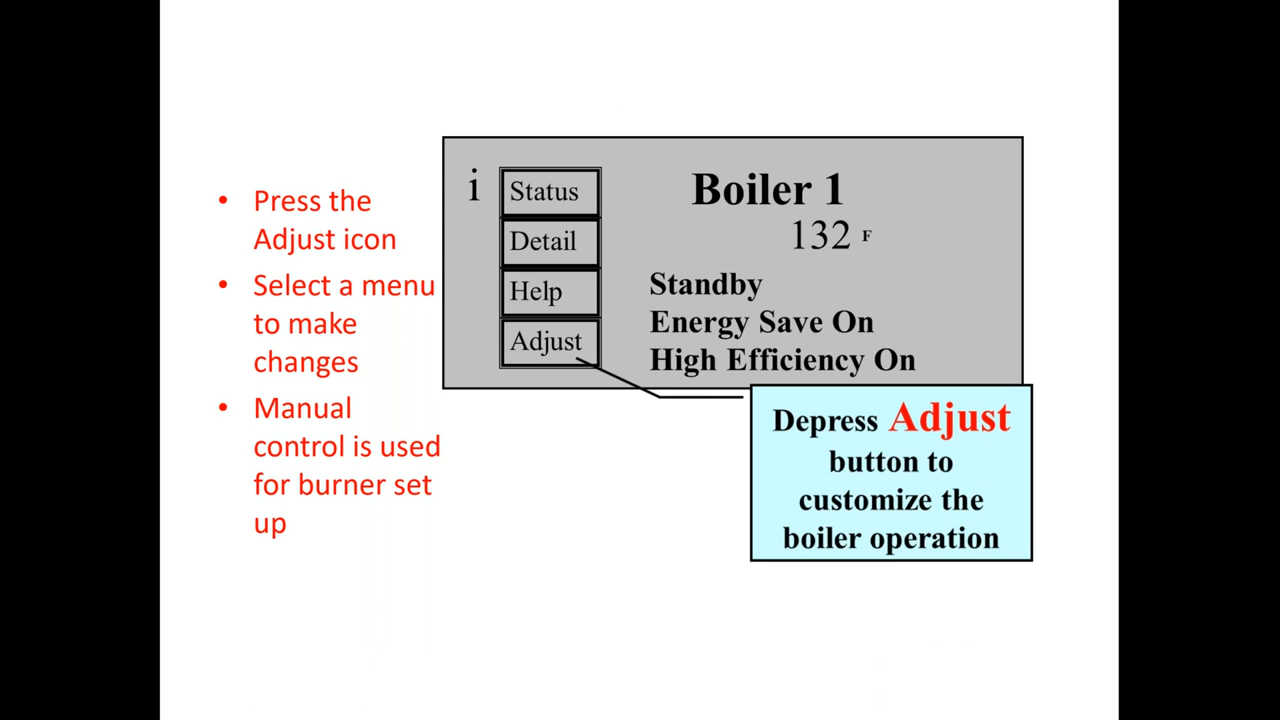 • Press the
Adjust icon
• Select a menu
to make
changes
• Manual
control is used
for burner set
up
i
Status
Detail
Help
Adjust
Boiler 1
132 F
Standby
Energy Save On
High Efficiency On
Depress Adjust
button to
customize the
boiler operation